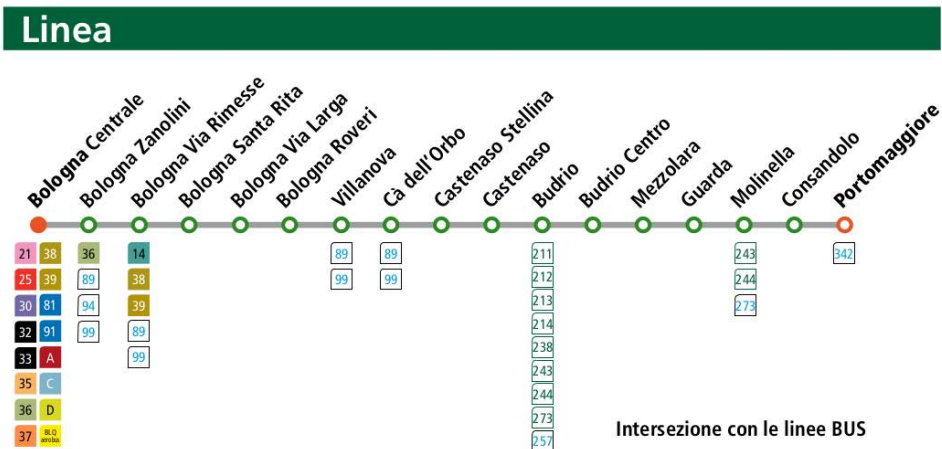 Linea
Bologna Centrale
Bologna Zanolini
Bologna Via Rimesse
Bologna Santa Rita
Bologna Via Larga
Bologna Roveri
Villanova
Cà dell'Orbo
Castenaso Stellina
Castenaso
Budrio
Budrio Centro
Mezzolara
Guarda
Molinella
Consandolo
Portomaggiore
21 38 36 14 89 89 211 243 342
25 39 89 38 99 99 212 244
30 81 94 39 213 273
32 91 99 89 214
33 A 99 238
35 C 243
36 D 244
37 BLQ aerobus 273
257
Intersezione con le linee BUS